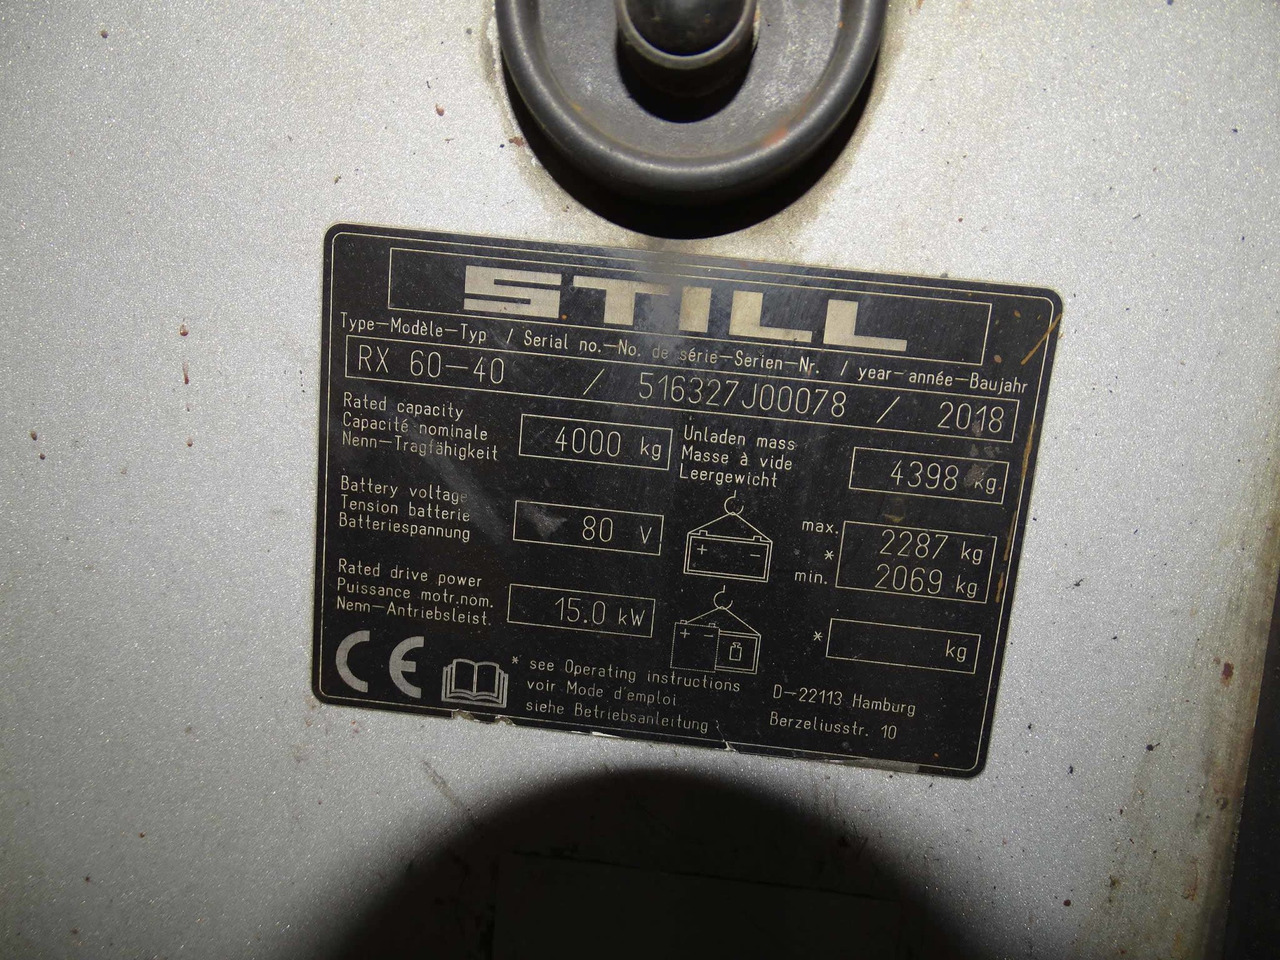 STILL
Type-Modèle-Typ / Serial no.-No. de série-Serien-Nr. / year-année-Baujahr
RX 60-40 / 516327J00078 / 2018
Rated capacity
Capacité nominale
Nenn-Tragfähigkeit
4000 kg
Unladen mass
Masse à vide
Leergewicht
4398 kg
Battery voltage
Tension batterie
Batteriespannung
80 V
+ -
max. 2287 kg
*
min. 2069 kg
Rated drive power
Puissance motr.nom.
Nenn-Antriebsleist.
15.0 kW
+ -
* kg
CE
* see Operating instructions
voir Mode d'emploi
siehe Betriebsanleitung
D-22113 Hamburg
Berzeliusstr. 10